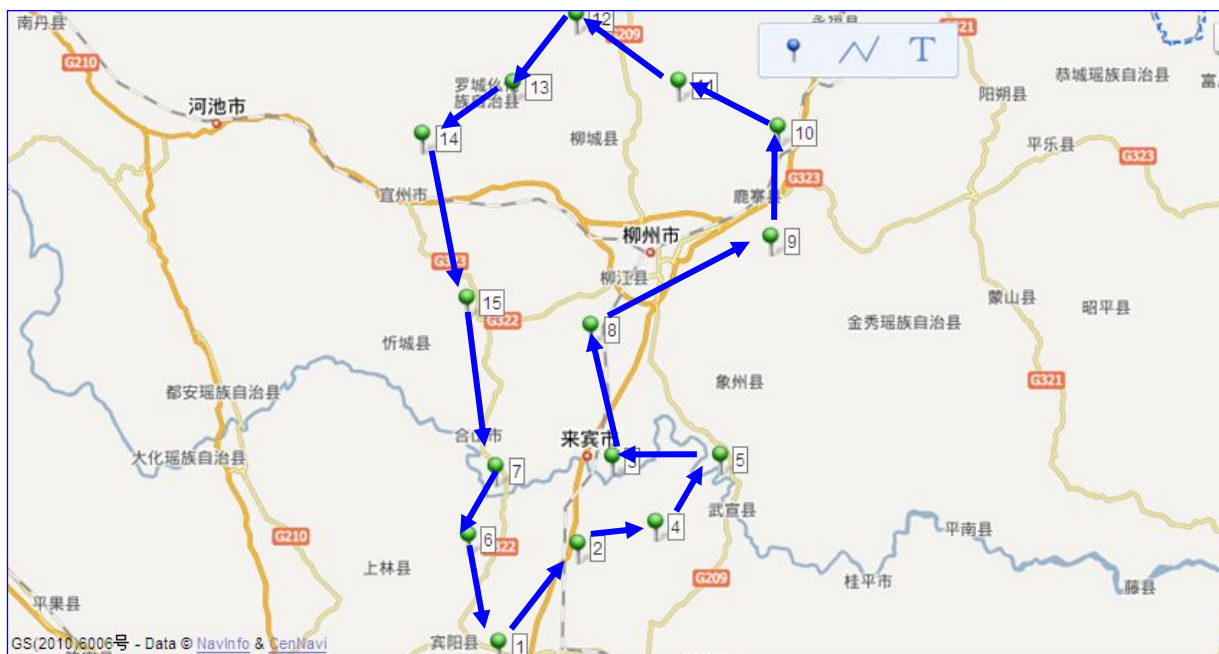 南丹县
G210
12
G209
永福县
G321
T
恭城瑶族自治县
阳朔县
13
罗城仫佬
族自治县
11
河池市
14
柳城县
10
平乐县
G323
宜州市
鹿寨县
G323
9
柳州市
柳江县
G323
15
G322
蒙山县
昭平县
8
金秀瑶族自治县
忻城县
象州县
G321
都安瑶族自治县
合山市
来宾市
大化瑶族自治县
7
3
5
武宣县
6
G322
2
4
平南县
G210
上林县
G209
桂平市
藤县
平果县
宾阳县
1
GS(2010)6006号 - Data © NavInfo & CenNavi